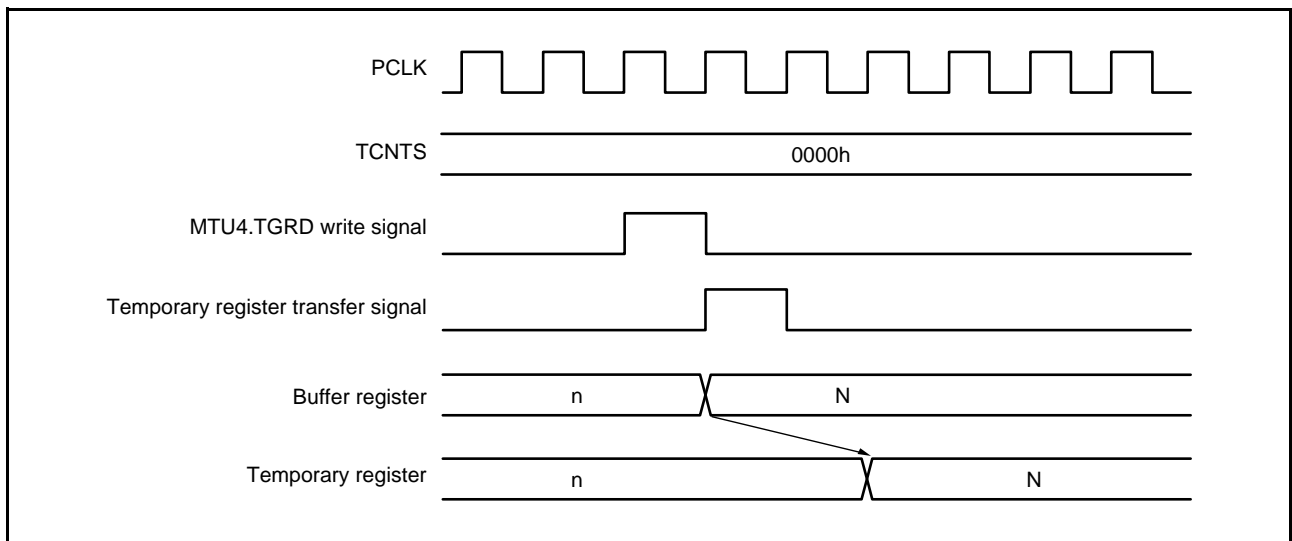 PCLK
TCNTS
0000h
MTU4.TGRD write signal
Temporary register transfer signal
Buffer register
n
N
Temporary register
n
N